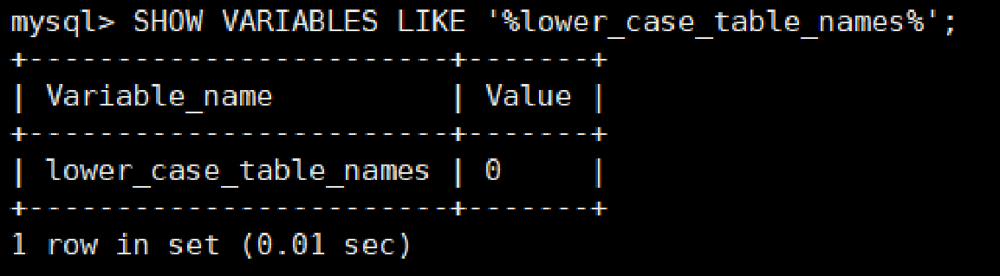 mysql> SHOW VARIABLES LIKE '%lower_case_table_names%';
+------------------------+-------+
| Variable_name          | Value |
+------------------------+-------+
| lower_case_table_names | 0     |
+------------------------+-------+
1 row in set (0.01 sec)